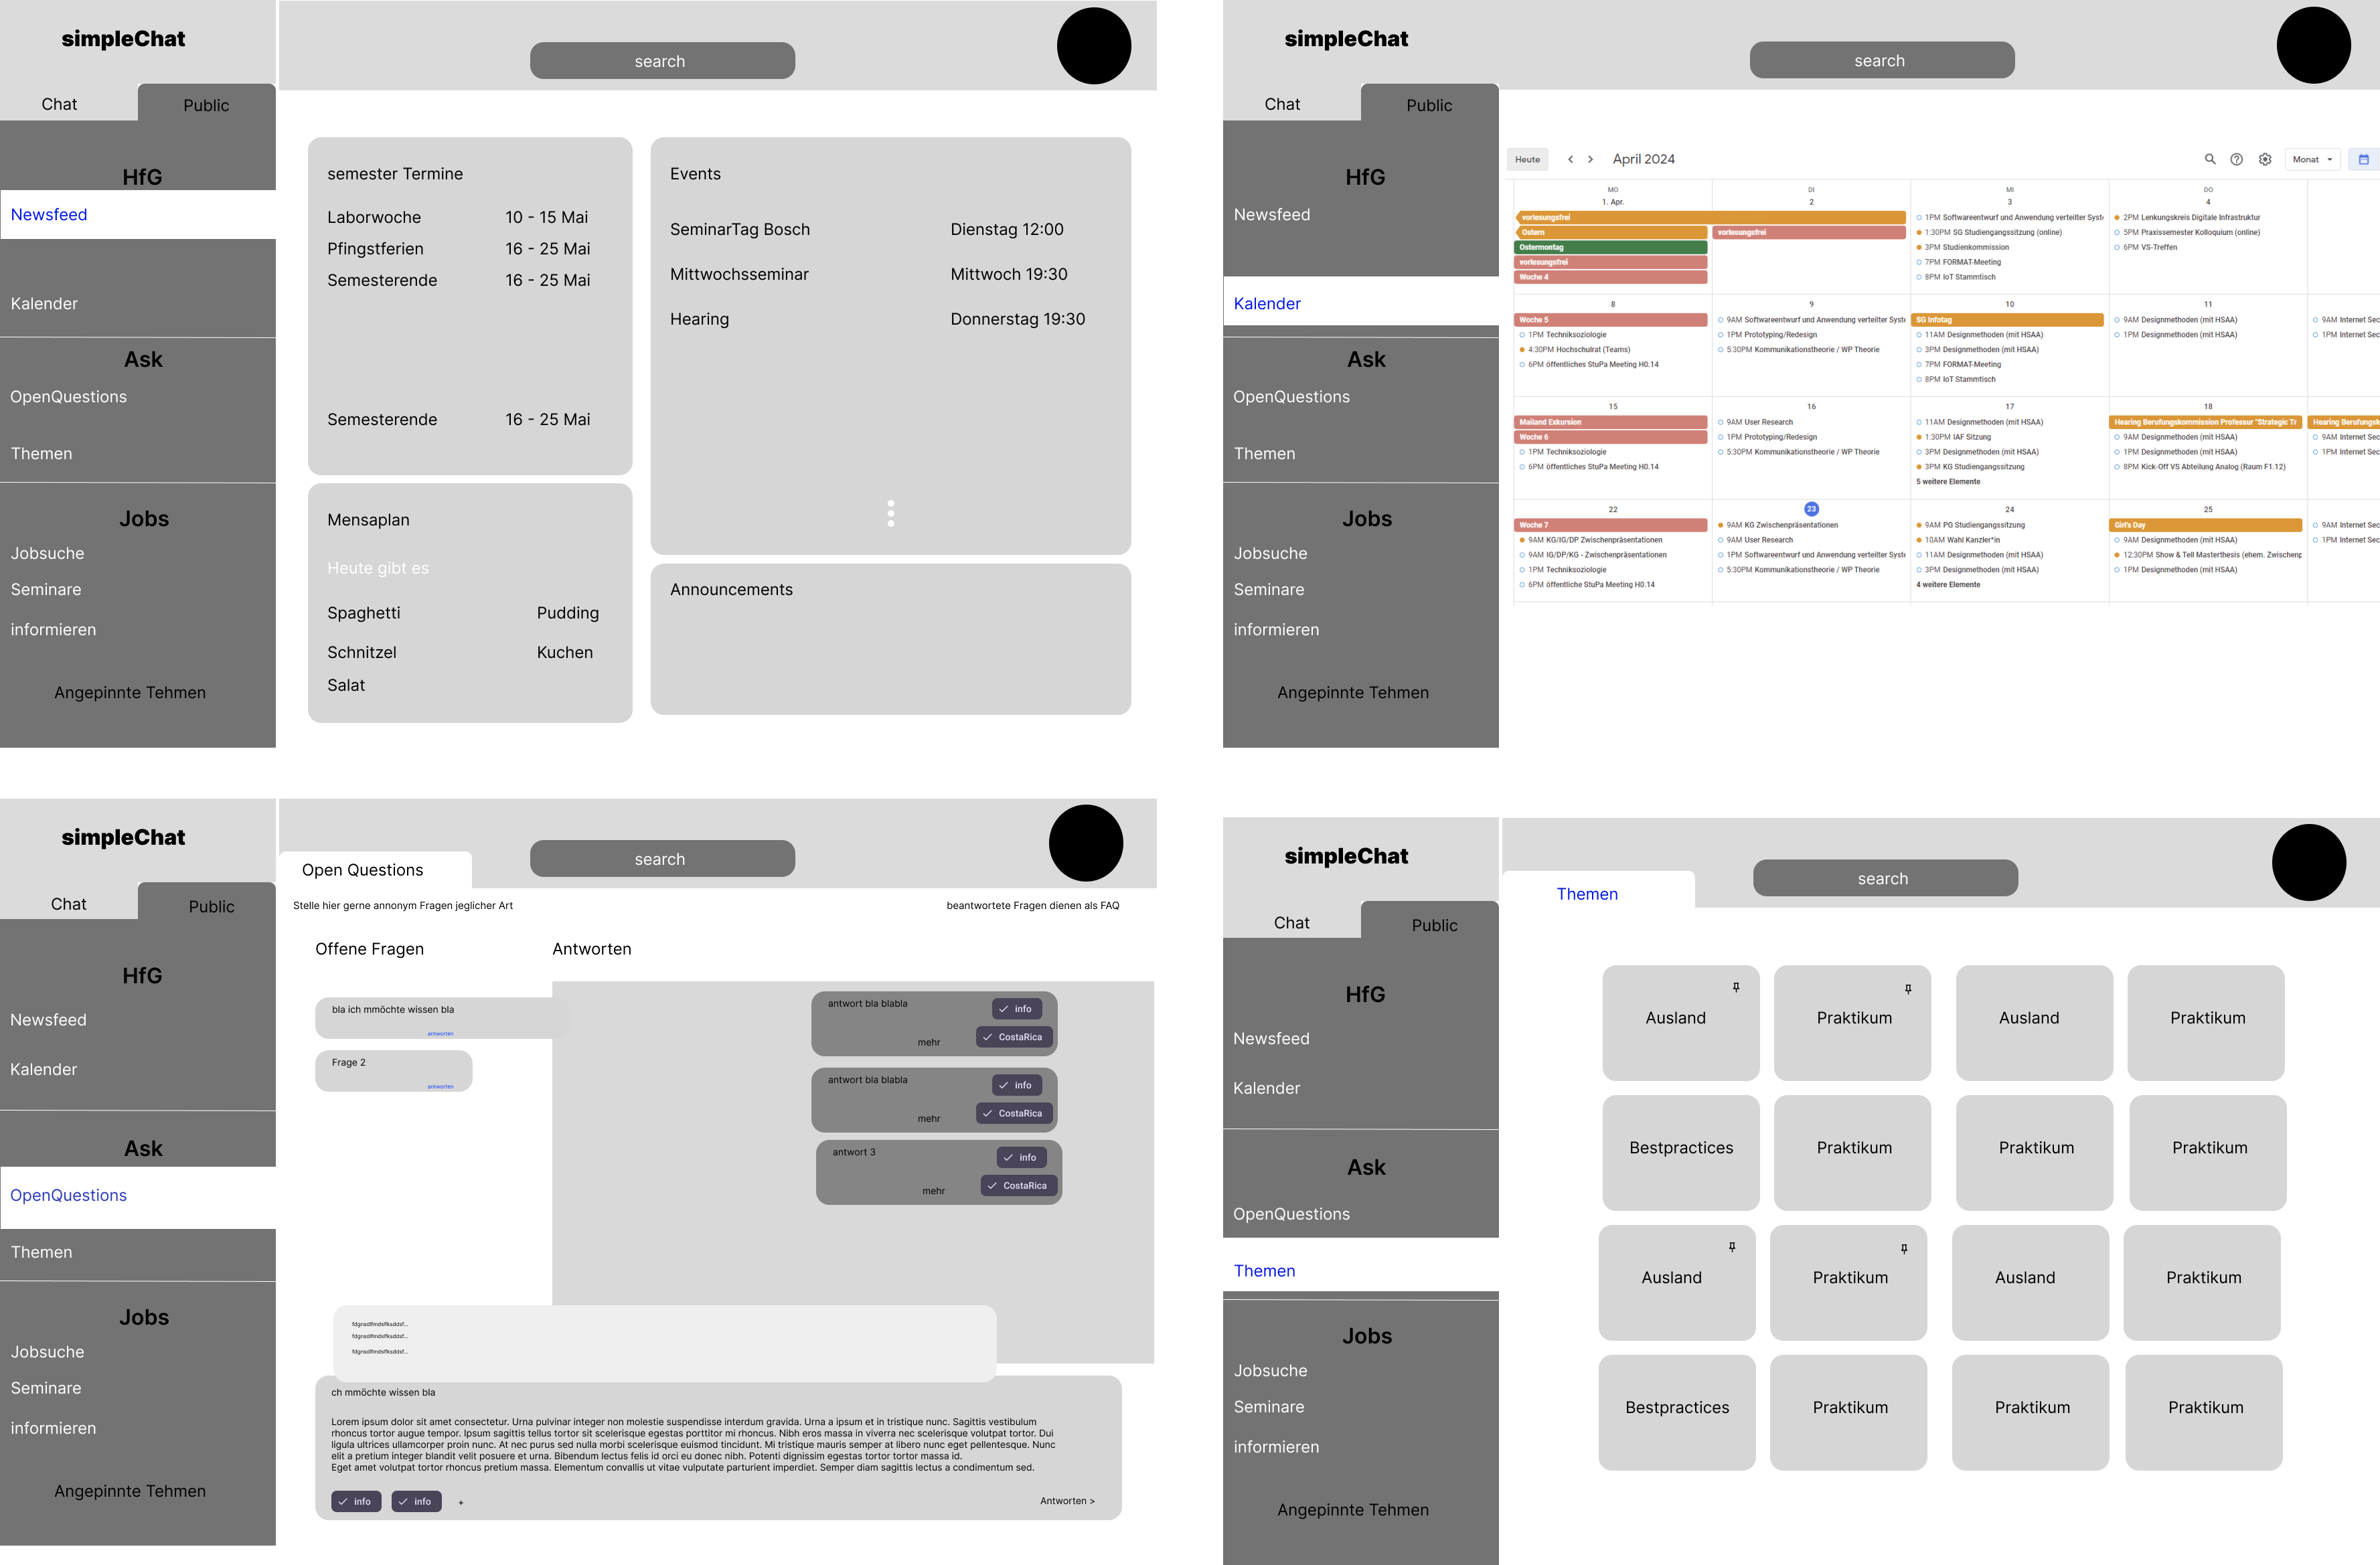 simpleChat
search
Chat
Public
HfG
Newsfeed
Kalender
Ask
OpenQuestions
Themen
Jobs
Jobsuche
Seminare
informieren
Angepinnte Tehmen
semester Termine
Laborwoche 10 - 15 Mai
Pfingstferien 16 - 25 Mai
Semesterende 16 - 25 Mai
Semesterende 16 - 25 Mai
Mensaplan
Heute gibt es
Spaghetti Pudding
Schnitzel Kuchen
Salat
Events
SeminarTag Bosch Dienstag 12:00
Mittwochsseminar Mittwoch 19:30
Hearing Donnerstag 19:30
Announcements
simpleChat
search
Chat
Public
HfG
Newsfeed
Kalender
Ask
OpenQuestions
Themen
Jobs
Jobsuche
Seminare
informieren
Angepinnte Tehmen
Heute
April 2024
Monat
MO
1. Apr.
vorlesungsfrei
Ostern
Ostermontag
vorlesungsfrei
Woche 4
DI
2
vorlesungsfrei
MI
3
1PM Softwareentwurf und Anwendung verteilter Syst
1:30PM SG Studiengangssitzung (online)
3PM Studienkommission
7PM FORMAT-Meeting
8PM IoT Stammtisch
DO
4
2PM Lenkungskreis Digitale Infrastruktur
5PM Praxissemester Kolloquium (online)
6PM VS-Treffen
8
Woche 5
1PM Techniksoziologie
4:30PM Hochschulrat (Teams)
6PM öffentliches StuPa Meeting H0.14
9
9AM Softwareentwurf und Anwendung verteilter Syste
1PM Prototyping/Redesign
5:30PM Kommunikationstheorie / WP Theorie
10
SG Infotag
11AM Designmethoden (mit HSAA)
3PM Designmethoden (mit HSAA)
7PM FORMAT-Meeting
8PM IoT Stammtisch
11
9AM Designmethoden (mit HSAA)
1PM Designmethoden (mit HSAA)
9AM Internet Sec
1PM Internet Sec
15
Mailand Exkursion
Woche 6
1PM Techniksoziologie
6PM öffentliches StuPa Meeting H0.14
16
9AM User Research
1PM Prototyping/Redesign
5:30PM Kommunikationstheorie / WP Theorie
17
11AM Designmethoden (mit HSAA)
1:30PM IAF Sitzung
3PM Designmethoden (mit HSAA)
3PM KG Studiengangssitzung
5 weitere Elemente
18
Hearing Berufungskommission Professur "Strategic Tr
9AM Designmethoden (mit HSAA)
1PM Designmethoden (mit HSAA)
8PM Kick-Off VS Abteilung Analog (Raum F1.12)
Hearing Berufungsk
9AM Internet Sec
1PM Internet Sec
22
Woche 7
9AM KG/IG/DP Zwischenpräsentationen
9AM IG/DP/KG - Zwischenpräsentationen
1PM Techniksoziologie
6PM öffentliche StuPa Meeting H0.14
23
9AM KG Zwischenpräsentationen
9AM User Research
1PM Softwareentwurf und Anwendung verteilter Syste
5:30PM Kommunikationstheorie / WP Theorie
24
9AM PG Studiengangssitzung
10AM Wahl Kanzler*in
11AM Designmethoden (mit HSAA)
3PM Designmethoden (mit HSAA)
4 weitere Elemente
25
Girl's Day
9AM Designmethoden (mit HSAA)
12:30PM Show & Tell Masterthesis (ehem. Zwischenp
1PM Designmethoden (mit HSAA)
9AM Internet Sec
1PM Internet Sec
simpleChat
search
Open Questions
Chat
Public
HfG
Newsfeed
Kalender
Ask
OpenQuestions
Themen
Jobs
Jobsuche
Seminare
informieren
Angepinnte Tehmen
Stelle hier gerne annonym Fragen jeglicher Art
beantwortete Fragen dienen als FAQ
Offene Fragen
Antworten
bla ich mmöchte wissen bla
antworten
Frage 2
antworten
antwort bla blabla
info
CostaRica
mehr
antwort bla blabla
info
CostaRica
mehr
antwort 3
info
CostaRica
mehr
ch mmöchte wissen bla
Lorem ipsum dolor sit amet consectetur. Urna pulvinar integer non molestie suspendisse interdum gravida. Urna a ipsum et in tristique nunc. Sagittis vestibulum
rhoncus tortor augue tempor. Ipsum sagittis tellus tortor sit scelerisque egestas porttitor mi rhoncus. Nibh eros massa in viverra nec scelerisque volutpat tortor. Dui
ligula ultrices ullamcorper proin nunc. At nec purus sed nulla morbi scelerisque euismod tincidunt. Mi tristique mauris semper at libero nunc eget pellentesque. Nunc
elit a pretium integer blandit velit posuere et urna. Bibendum lectus felis id orci eu donec nibh. Potenti dignissim egestas tortor tortor massa id.
Eget amet volutpat tortor rhoncus pretium massa. Elementum convallis ut vitae vulputate parturient imperdiet. Semper diam sagittis lectus a condimentum sed.
info
info
+
Antworten >
simpleChat
search
Themen
Chat
Public
HfG
Newsfeed
Kalender
Ask
OpenQuestions
Themen
Jobs
Jobsuche
Seminare
informieren
Angepinnte Tehmen
Ausland Praktikum Ausland Praktikum
Bestpractices Praktikum Praktikum Praktikum
Ausland Praktikum Ausland Praktikum
Bestpractices Praktikum Praktikum Praktikum